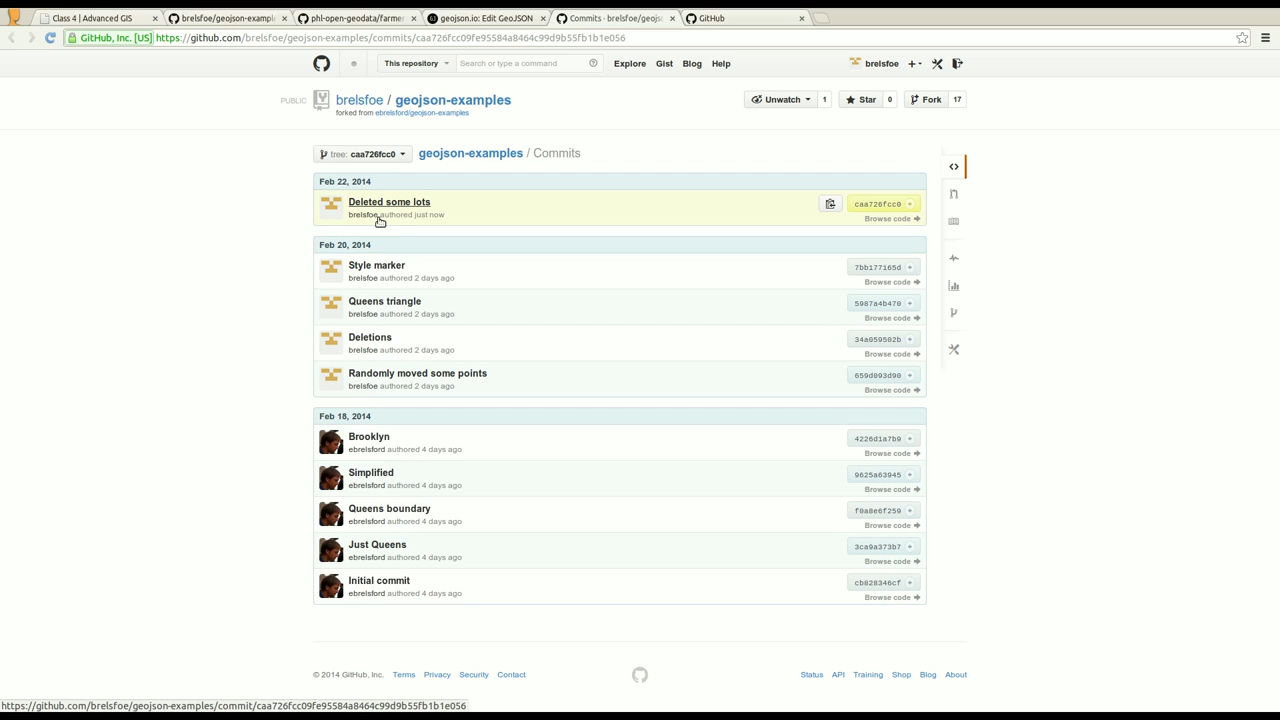 Class 4 | Advanced GIS
brelsfoe/geojson-exampl
phl-open-geodata/farmer
geojson.io: Edit GeoJSON
Commits · brelsfoe/geojs
GitHub
GitHub, Inc. [US] https://github.com/brelsfoe/geojson-examples/commits/caa726fcc09fe95584a8464c99d9b55fb1b1e056
This repository
Search or type a command
Explore Gist Blog Help
brelsfoe
PUBLIC
brelsfoe / geojson-examples
forked from ebrelsford/geojson-examples
Unwatch 1
Star 0
Fork 17
tree: caa726fcc0
geojson-examples / Commits
Feb 22, 2014
Deleted some lots
brelsfoe authored just now
caa726fcc0
Browse code
Feb 20, 2014
Style marker
brelsfoe authored 2 days ago
7bb177165d
Browse code
Queens triangle
brelsfoe authored 2 days ago
5987a4b470
Browse code
Deletions
brelsfoe authored 2 days ago
34a059502b
Browse code
Randomly moved some points
brelsfoe authored 2 days ago
659d093d90
Browse code
Feb 18, 2014
Brooklyn
ebrelsford authored 4 days ago
4226d1a7b9
Browse code
Simplified
ebrelsford authored 4 days ago
9625a63945
Browse code
Queens boundary
ebrelsford authored 4 days ago
f0a8e6f259
Browse code
Just Queens
ebrelsford authored 4 days ago
3ca9a373b7
Browse code
Initial commit
ebrelsford authored 4 days ago
cb828346cf
Browse code
© 2014 GitHub, Inc. Terms Privacy Security Contact
Status API Training Shop Blog About
https://github.com/brelsfoe/geojson-examples/commit/caa726fcc09fe95584a8464c99d9b55fb1b1e056